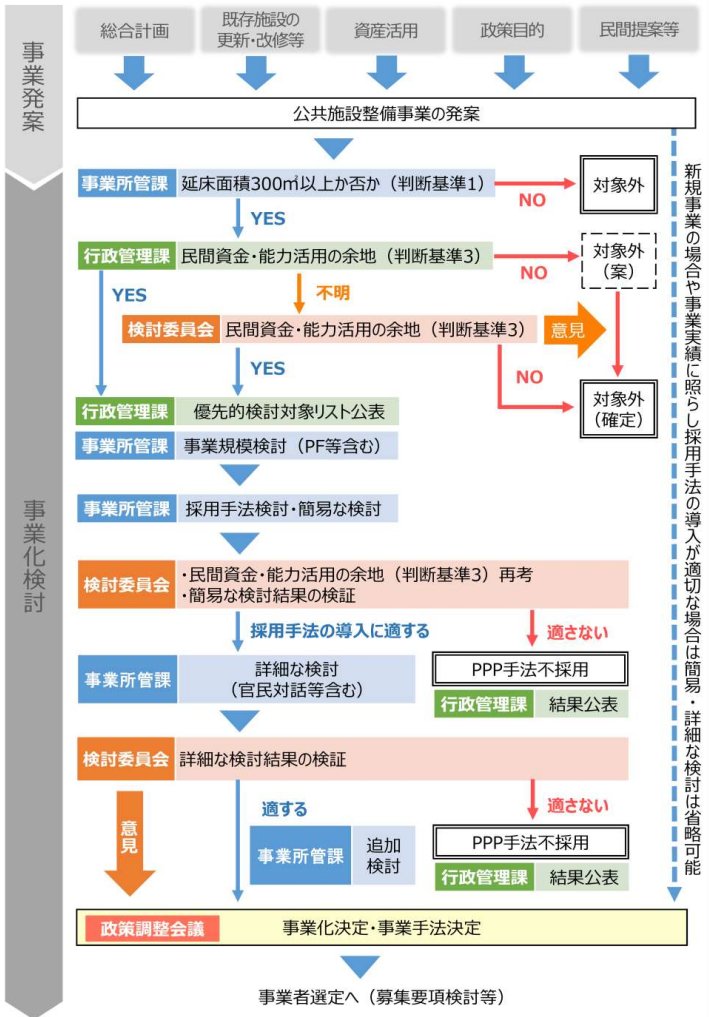 総合計画
既存施設の
更新・改修等
資産活用
政策目的
民間提案等
事業発案
公共施設整備事業の発案
事業化検討
事業所管課 延床面積300㎡以上か否か（判断基準1）
NO
対象外
YES
行政管理課 民間資金・能力活用の余地（判断基準3）
NO
対象外
（案）
YES
不明
検討委員会 民間資金・能力活用の余地（判断基準3）
意見
YES
NO
対象外
（確定）
行政管理課 優先的検討対象リスト公表
事業所管課 事業規模検討（PF等含む）
事業所管課 採用手法検討・簡易な検討
検討委員会
・民間資金・能力活用の余地（判断基準3）再考
・簡易な検討結果の検証
採用手法の導入に適する
適さない
事業所管課
詳細な検討
（官民対話等含む）
PPP手法不採用
行政管理課 結果公表
検討委員会 詳細な検討結果の検証
意見
適する
適さない
事業所管課
追加
検討
PPP手法不採用
行政管理課 結果公表
政策調整会議 事業化決定・事業手法決定
事業者選定へ（募集要項検討等）
新規事業の場合や事業実績に照らし採用手法の導入が適切な場合は簡易・詳細な検討は省略可能